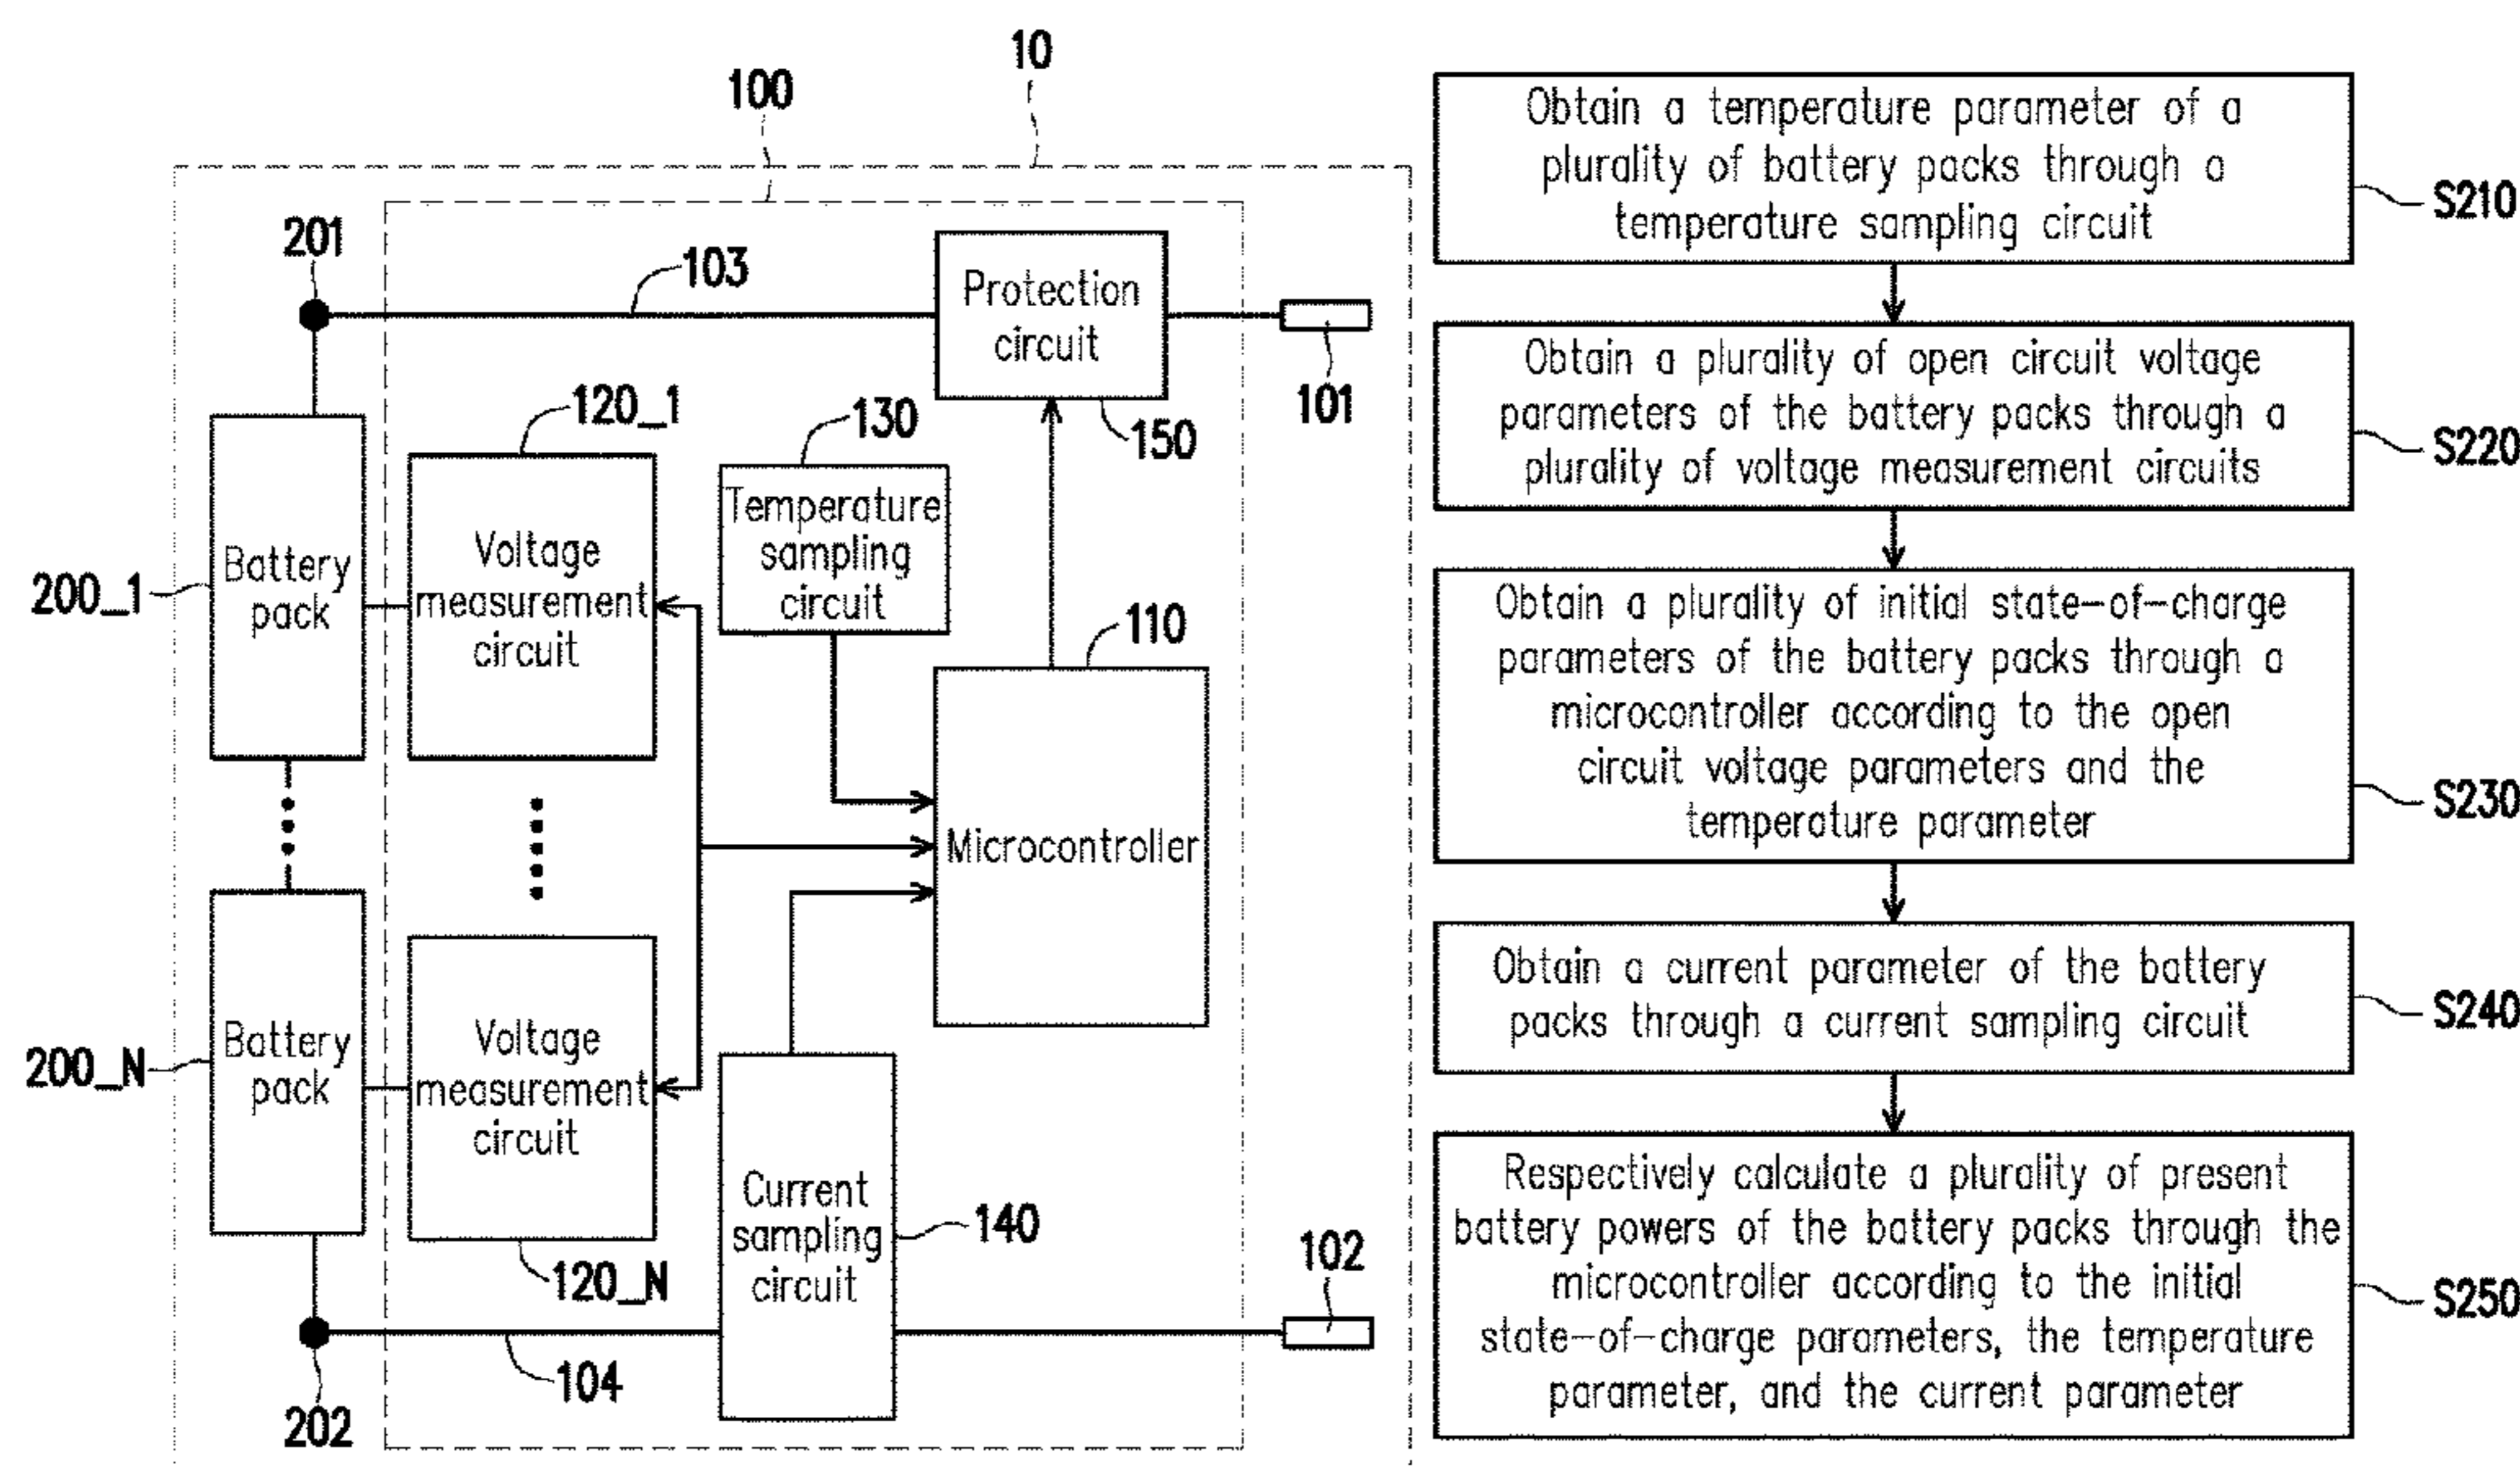 10
100
201
103
Protection
circuit
101
150
120_1
130
Temperature
sampling
circuit
Battery
pack
200_1
Voltage
measurement
circuit
110
Microcontroller
Battery
pack
200_N
Voltage
measurement
circuit
120_N
Current
sampling
circuit
140
102
104
202
Obtain a temperature parameter of a
plurality of battery packs through a
temperature sampling circuit
S210
Obtain a plurality of open circuit voltage
parameters of the battery packs through a
plurality of voltage measurement circuits
S220
Obtain a plurality of initial state-of-charge
parameters of the battery packs through a
microcontroller according to the open
circuit voltage parameters and the
temperature parameter
S230
Obtain a current parameter of the battery
packs through a current sampling circuit
S240
Respectively calculate a plurality of present
battery powers of the battery packs through the
microcontroller according to the initial
state-of-charge parameters, the temperature
parameter, and the current parameter
S250